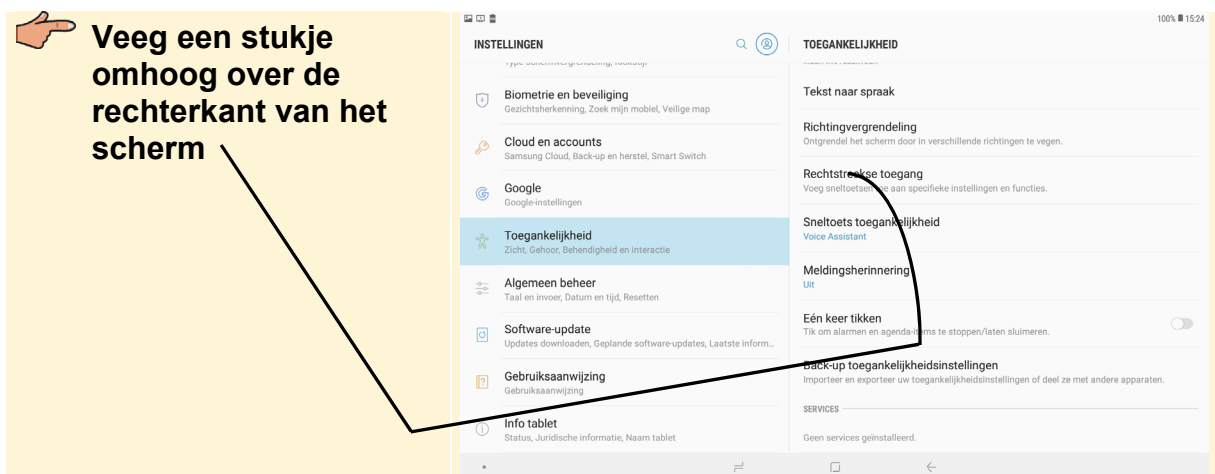 Veeg een stukje
omhoog over de
rechterkant van het
scherm
100% 15:24
INSTELLINGEN
Biometrie en beveiliging
Gezichtsherkenning, Zoek mijn mobiel, Veilige map
Cloud en accounts
Samsung Cloud, Back-up en herstel, Smart Switch
Google
Google-instellingen
Toegankelijkheid
Zicht, Gehoor, Behendigheid en interactie
Algemeen beheer
Taal en invoer, Datum en tijd, Resetten
Software-update
Updates downloaden, Geplande software-updates, Laatste inform...
Gebruiksaanwijzing
Gebruiksaanwijzing
Info tablet
Status, Juridische informatie, Naam tablet
TOEGANKELIJKHEID
Tekst naar spraak
Richtingvergrendeling
Ontgrendel het scherm door in verschillende richtingen te vegen.
Rechtstreekse toegang
Voeg sneltoetsen toe aan specifieke instellingen en functies.
Sneltoets toegankelijkheid
Voice Assistant
Meldingsherinnering
Uit
Eén keer tikken
Tik om alarmen en agenda-items te stoppen/laten sluimeren.
Back-up toegankelijkheidsinstellingen
Importeer en exporteer uw toegankelijkheidsinstellingen of deel ze met andere apparaten.
SERVICES
Geen services geïnstalleerd.